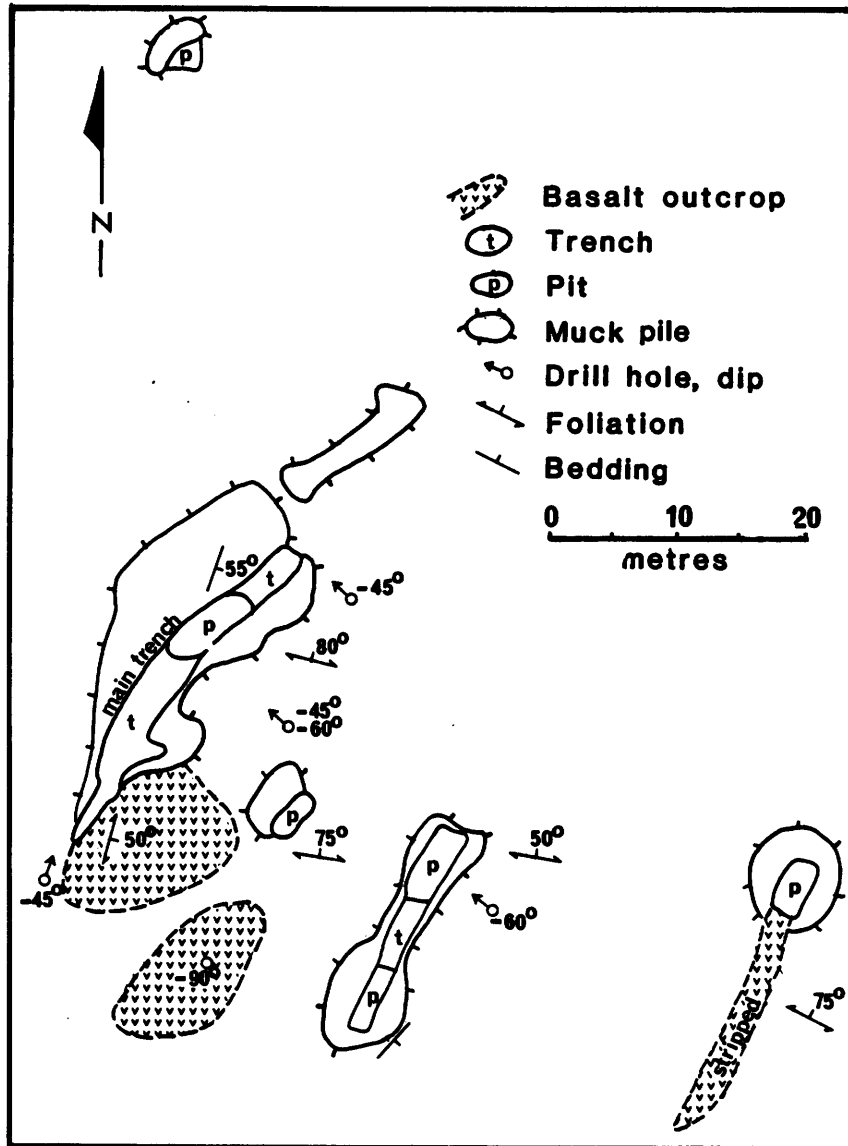 p
N
Basalt outcrop
t Trench
p Pit
Muck pile
Drill hole, dip
Foliation
Bedding
0 10 20
metres
55°
t
-45°
p
80°
main trench
t
-45°
-60°
p
50°
75°
50°
p
p
-45°
t
-60°
-90°
p
75°
stripped